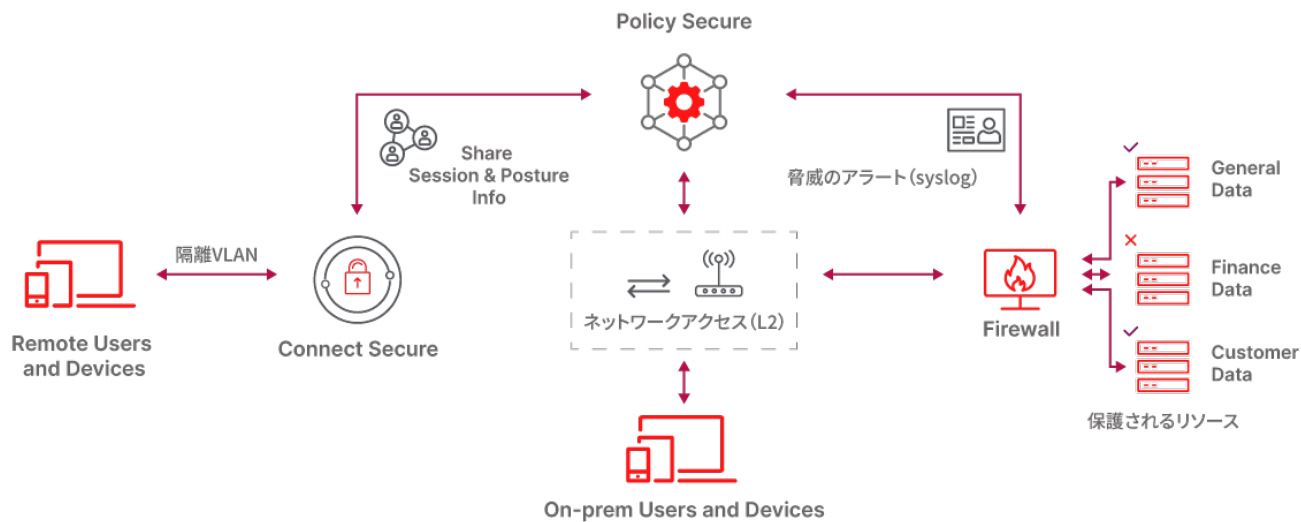 Policy Secure
Share
Session & Posture
Info
脅威のアラート（syslog）
General
Data
隔離VLAN
Finance
Data
ネットワークアクセス（L2）
Firewall
Remote Users
and Devices
Connect Secure
Customer
Data
保護されるリソース
On-prem Users and Devices